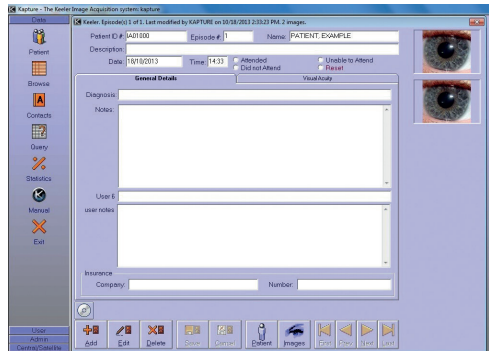 Kapture - The Keeler Image Acquisition system: kapture
Data
Patient
Browse
Contacts
Query
Statistics
Manual
Exit
User
Admin
Central/Satellite
Keeler. Episode(s) 1 of 1. Last modified by KAPTURE on 10/18/2013 2:33:23 PM. 2 images.
Patient ID #: IA01000 Episode #: 1 Name: PATIENT, EXAMPLE
Description:
Date: 18/10/2013 Time: 14:33 Attended Unable to Attend
Did not Attend Reset
General Details Visual Acuity
Diagnosis:
Notes:
User 6
user notes
Insurance
Company: Number:
Add Edit Delete Save Cancel Patient Images First Prev Next Last